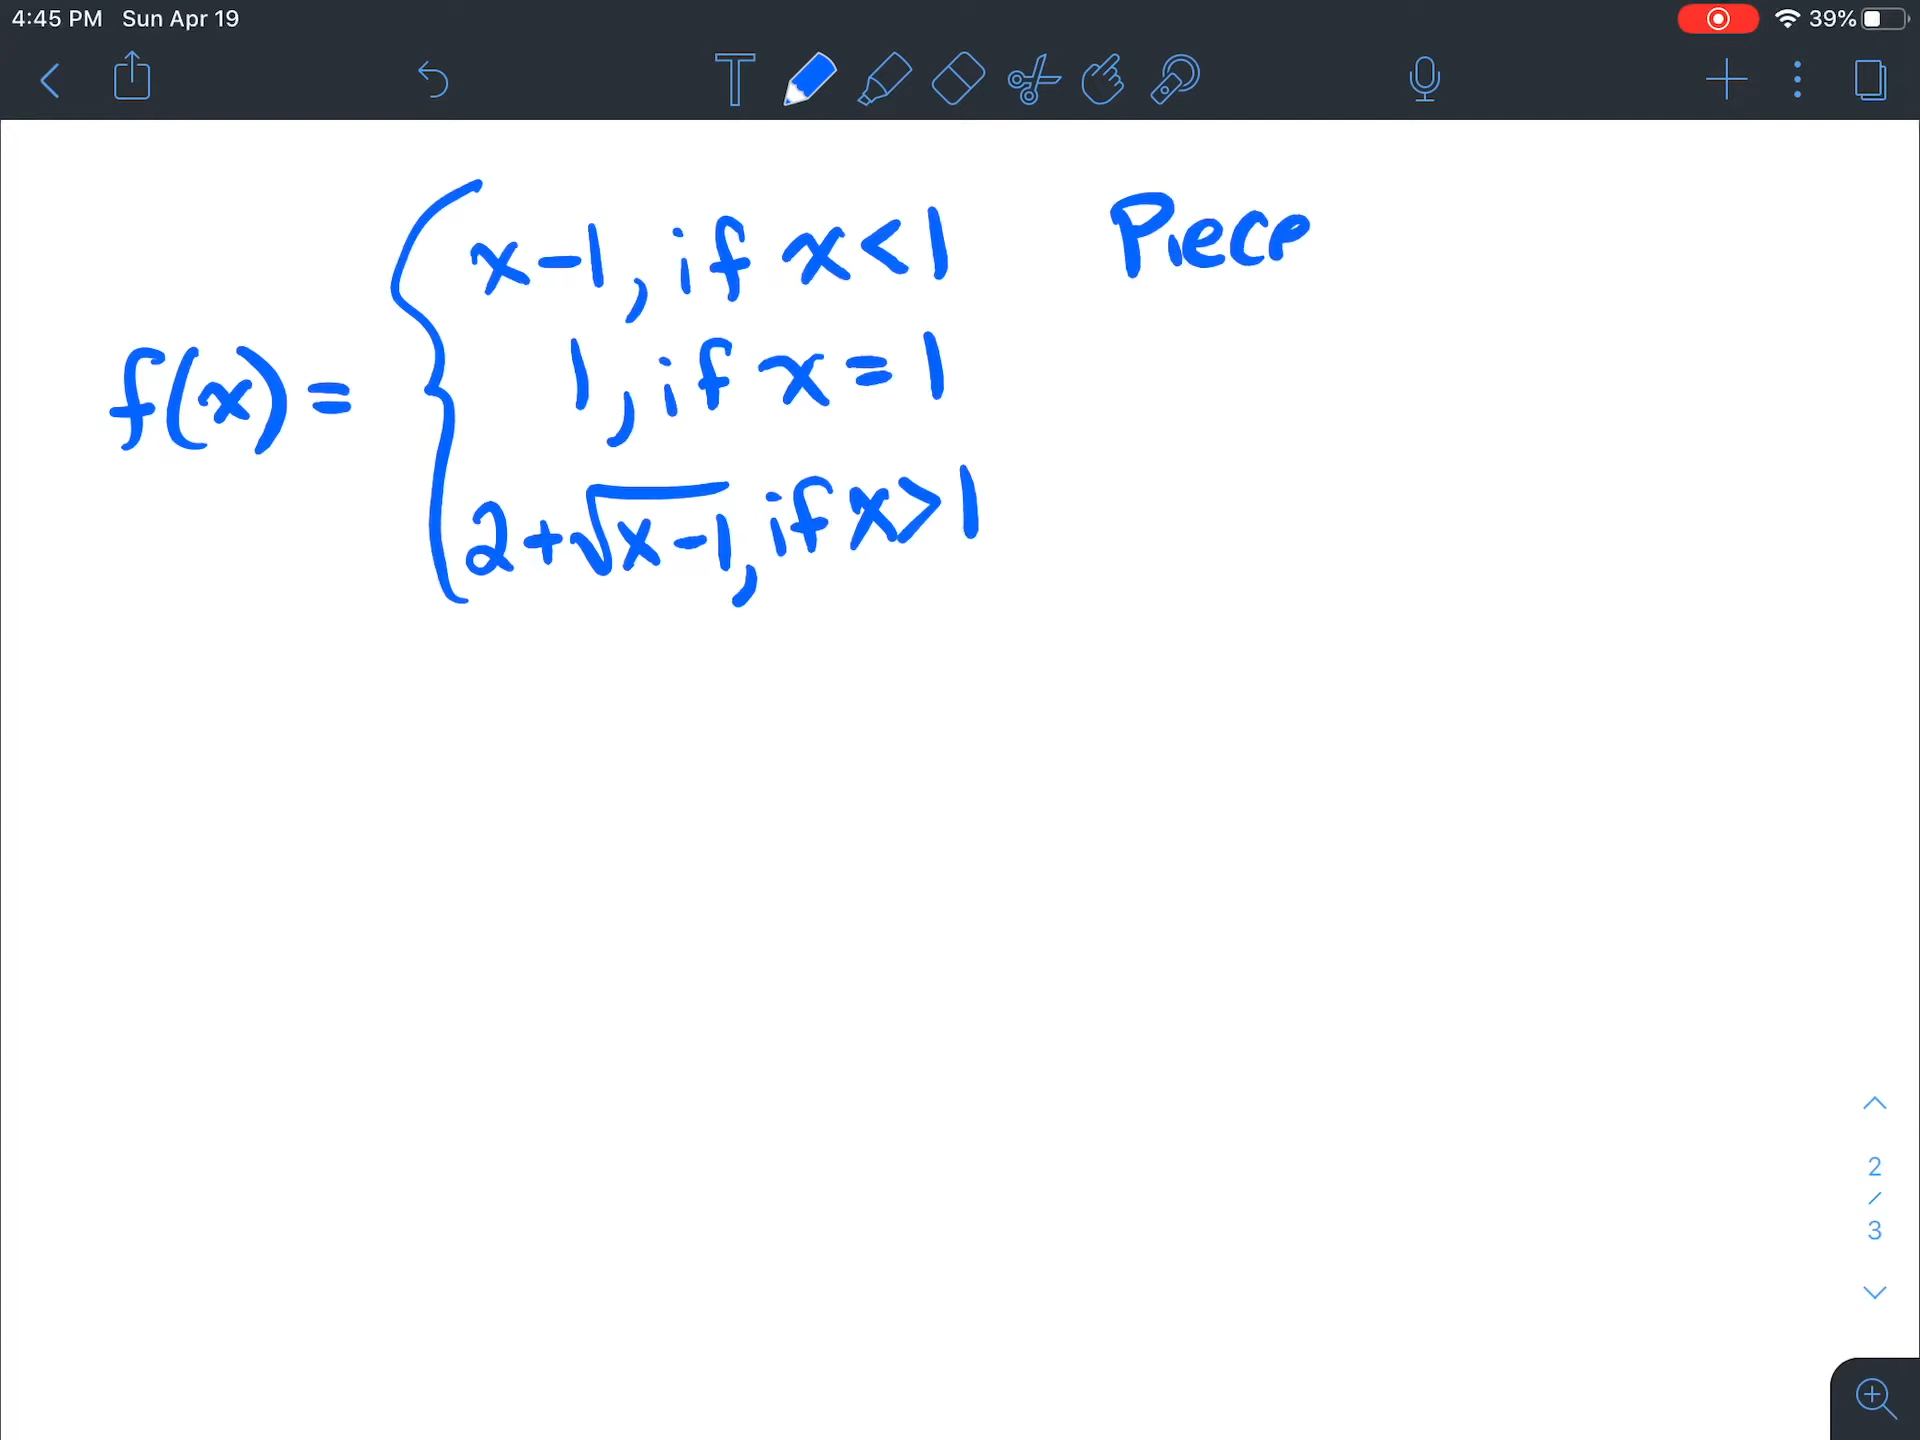 4:45 PM Sun Apr 19 39%
x-1, if x<1 Piece
1, if x=1
f(x)=
2+√x-1, if x>1
2
/
3